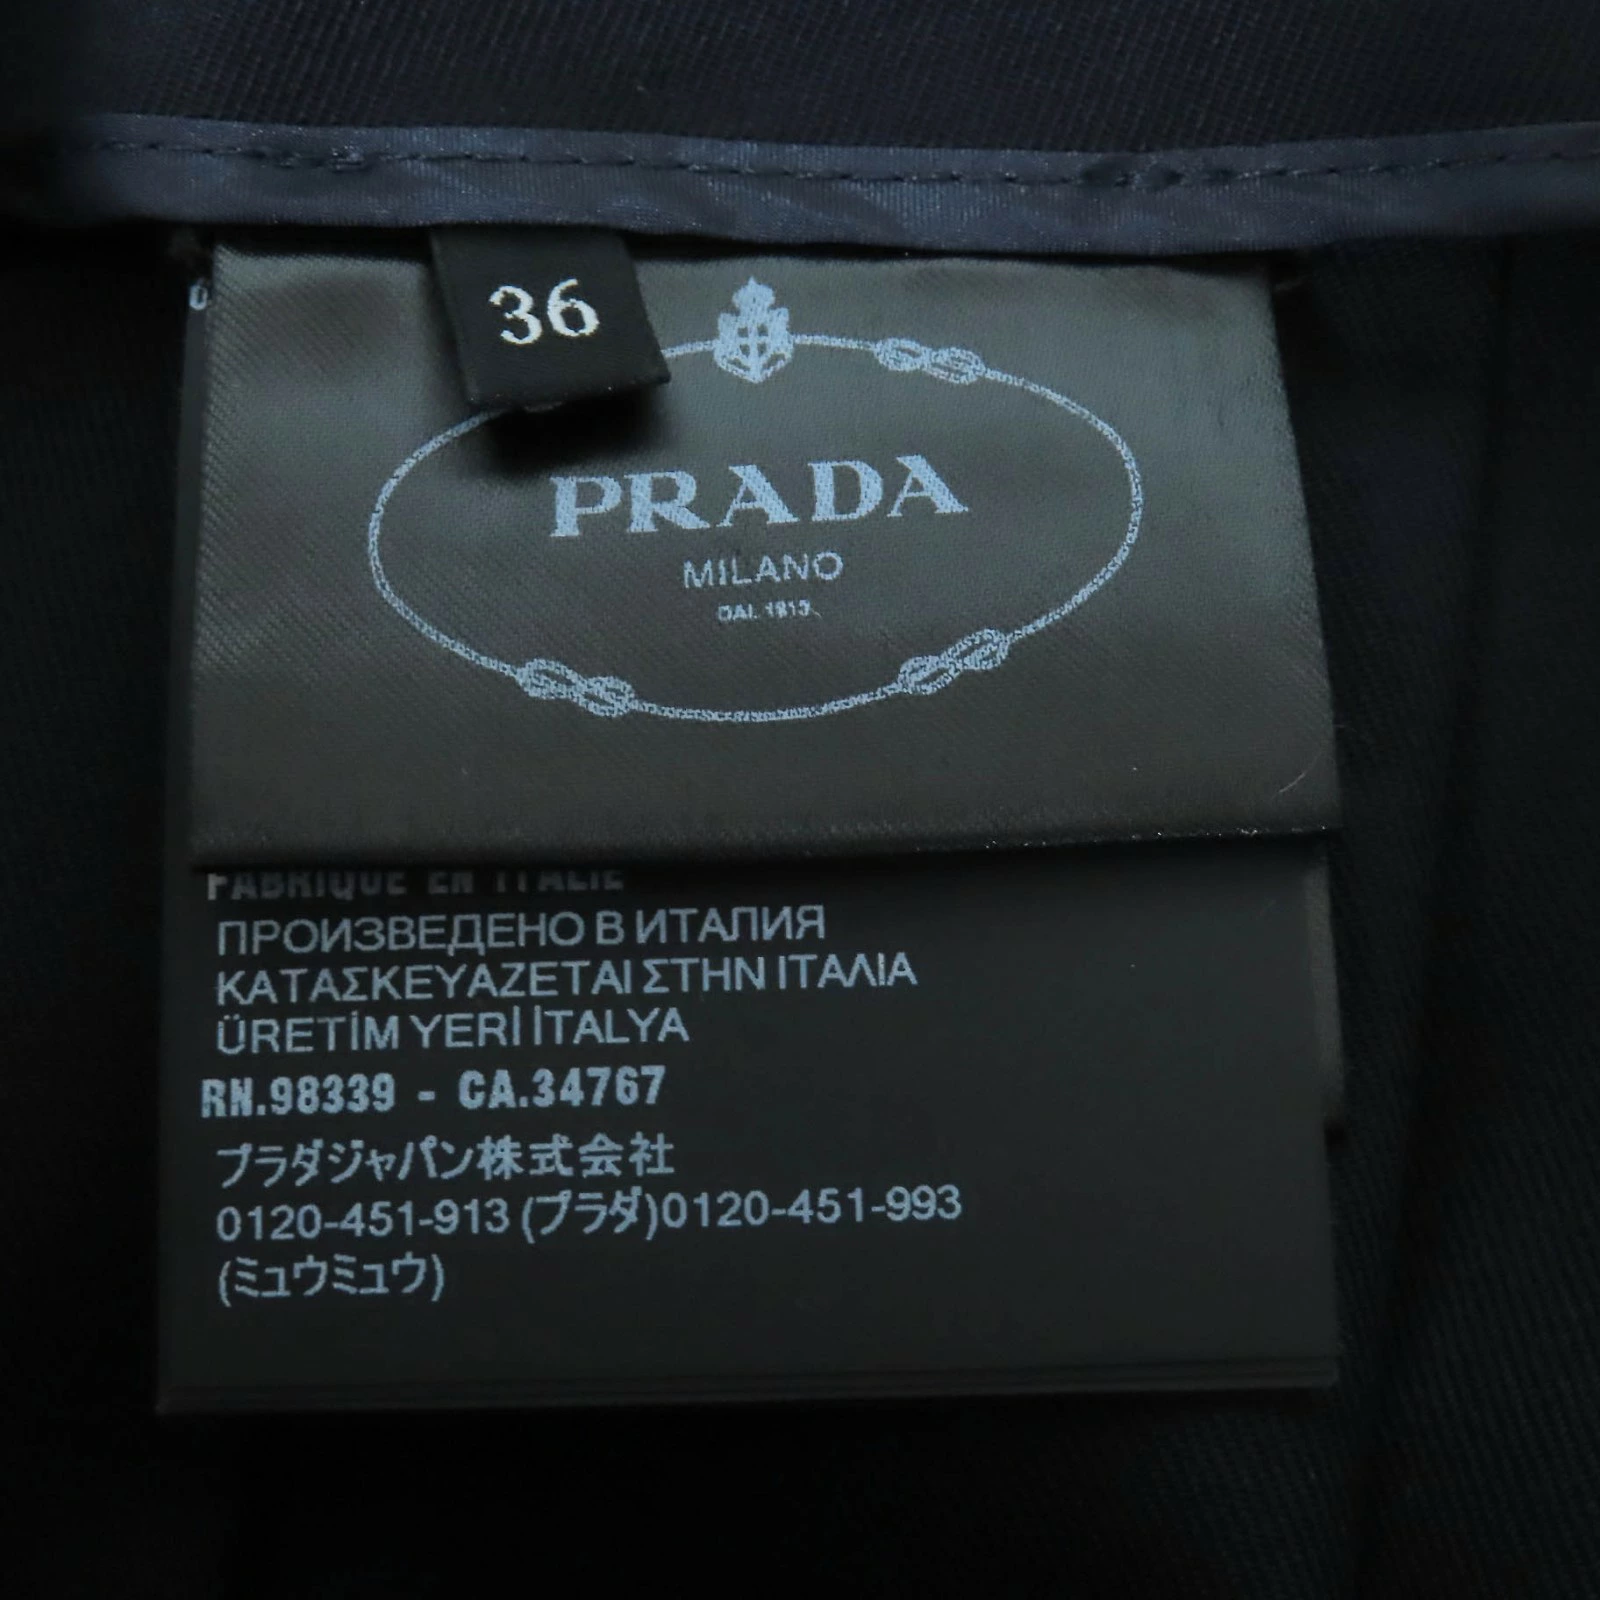 36
PRADA
MILANO
DAL 1913
FABRIQUÉ EN ITALIE
ПРОИЗВЕДЕНО В ИТАЛИЯ
ΚΑΤΑΣΚΕΥΑΖΕΤΑΙ ΣΤΗΝ ΙΤΑΛΙΑ
ÜRETİM YERİ İTALYA
RN.98339 - CA.34767
プラダジャパン株式会社
0120-451-913 (プラダ)0120-451-993
(ミュウミュウ)